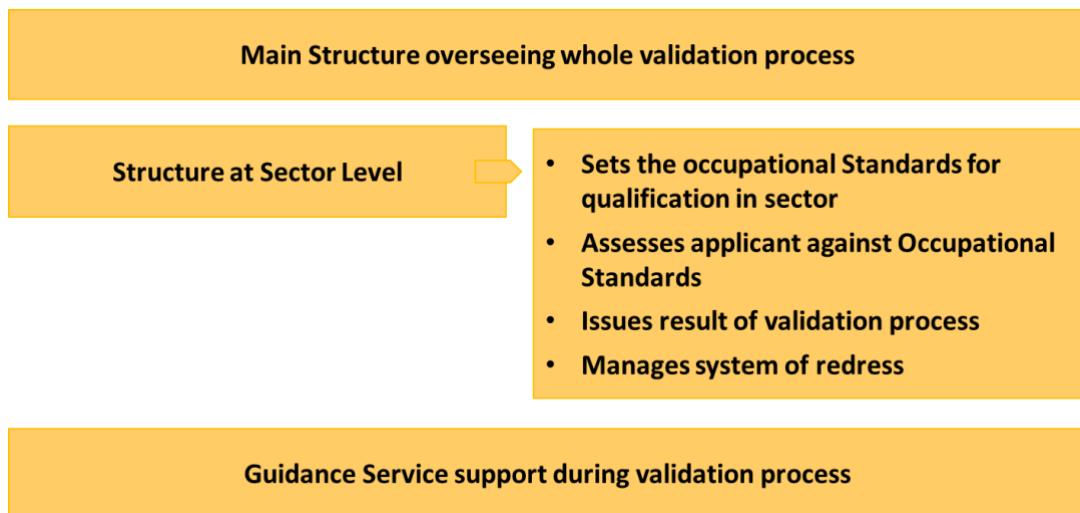 Main Structure overseeing whole validation process
Structure at Sector Level
• Sets the occupational Standards for
qualification in sector
• Assesses applicant against Occupational
Standards
• Issues result of validation process
• Manages system of redress
Guidance Service support during validation process